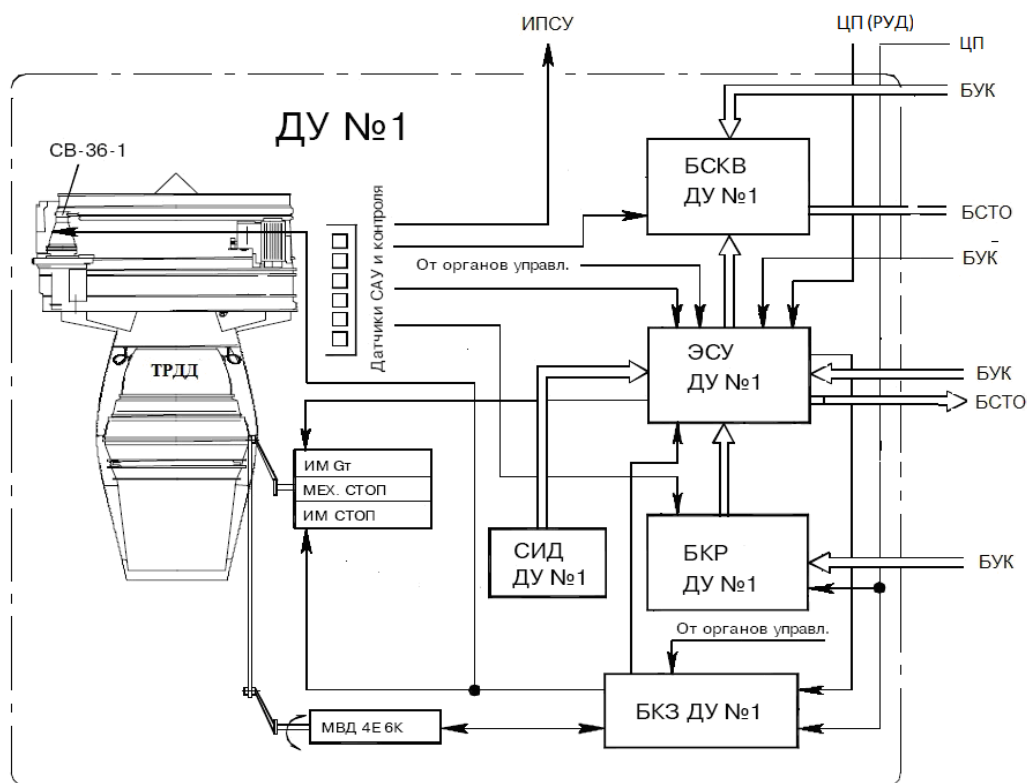 ИПСУ
ЦП (РУД)
ЦП
БУК
ДУ №1
СВ-36-1
БСКВ
ДУ №1
БСТО
Датчики САУ и контроля
От органов управл.
БУК
ЭСУ
ДУ №1
ТРДД
БУК
БСТО
ИМ Gт
МЕХ. СТОП
ИМ СТОП
СИД
ДУ №1
БКР
ДУ №1
БУК
От органов управл.
БКЗ ДУ №1
МВД 4Е 6К